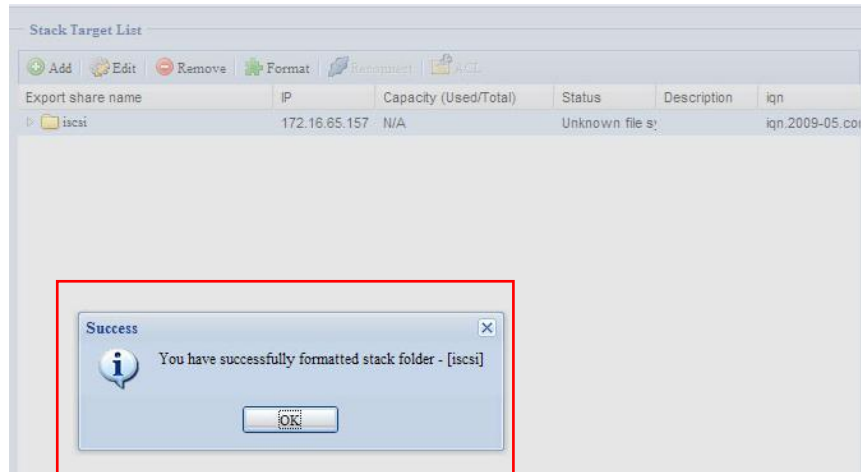 Stack Target List
Add Edit Remove Format Reconnect ACL
Export share name IP Capacity (Used/Total) Status Description iqn
iscsi 172.16.65.157 N/A Unknown file sy iqn.2009-05.cor
Success
You have successfully formatted stack folder - [iscsi]
OK